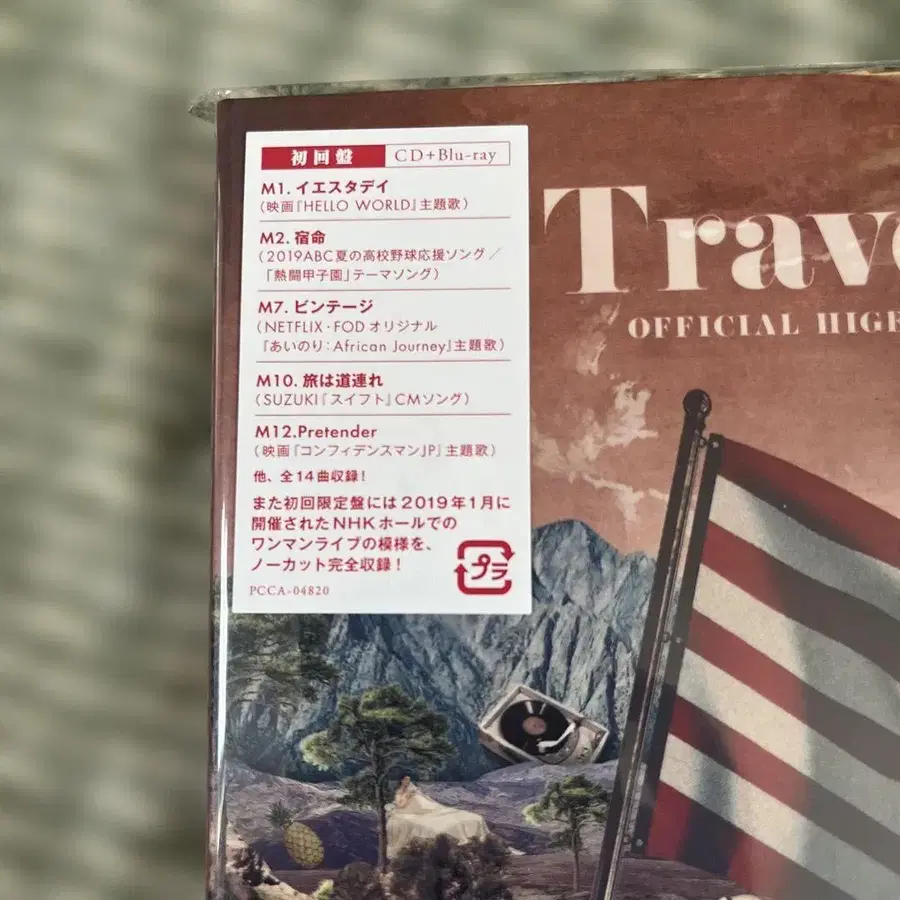 初回盤 CD+Blu-ray
M1. イエスタデイ
(映画『HELLO WORLD』主題歌)
M2. 宿命
(2019ABC夏の高校野球応援ソング／
「熱闘甲子園」テーマソング)
M7. ビンテージ
(NETFLIX・FODオリジナル
『あいのり：African Journey』主題歌)
M10. 旅は道連れ
(SUZUKI『スイフト』CMソング)
M12.Pretender
(映画『コンフィデンスマンJP』主題歌)
他、全14曲収録！
また初回限定盤には2019年1月に
開催されたNHKホールでの
ワンマンライブの模様を、
ノーカット完全収録！
プラ
PCCA-04820
Trave
OFFICIAL HIGE